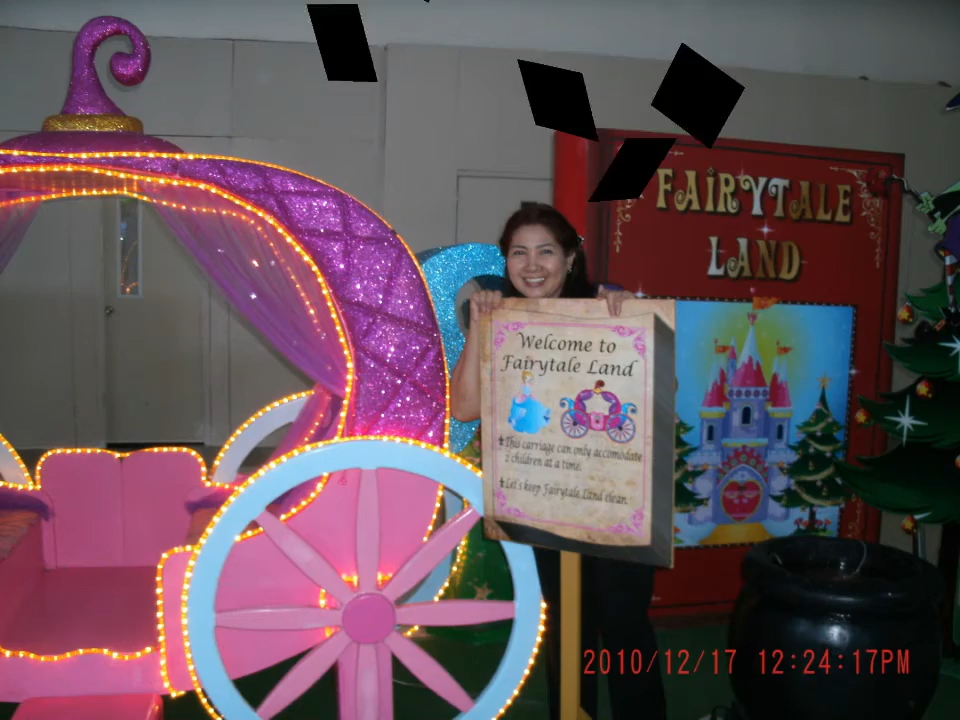 FAiRYTALE
LAND
Welcome to
Fairytale Land
This carriage can only accomodate
2 children at a time.
Let's keep Fairytale Land clean.
2010/12/17 12:24:17PM